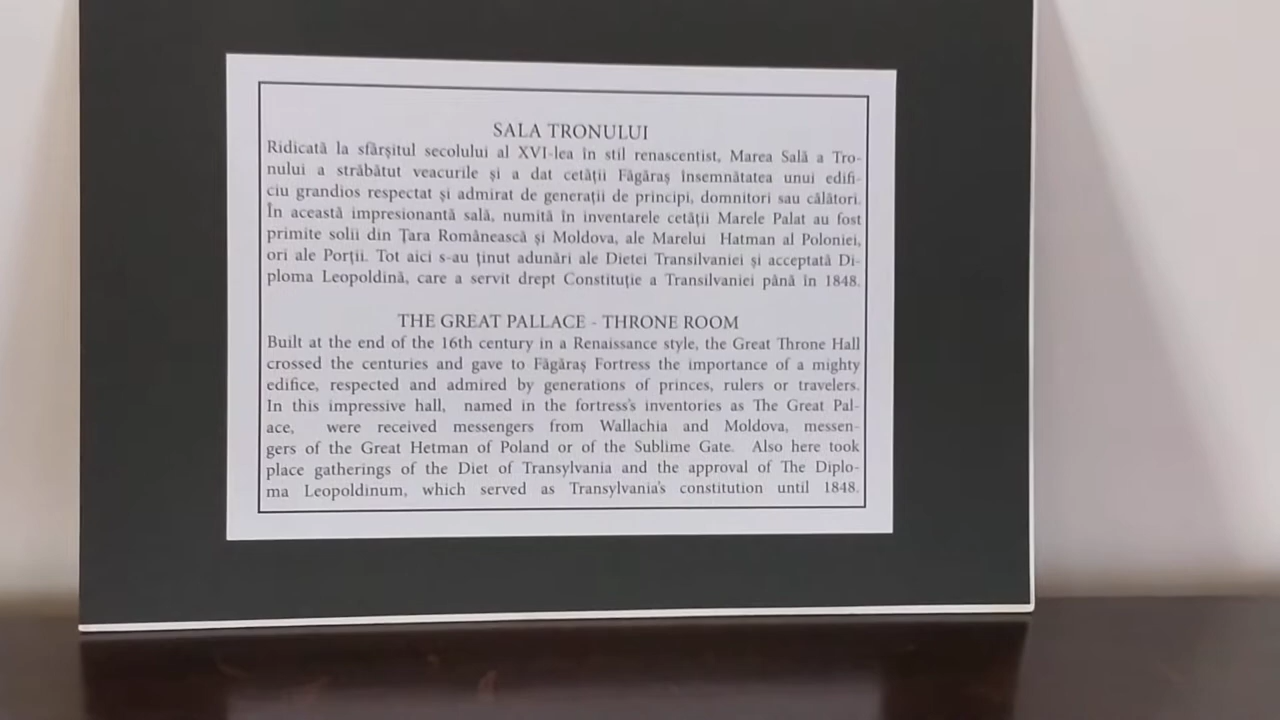 SALA TRONULUI
Ridicată la sfârșitul secolului al XVI-lea în stil renascentist, Marea Sală a Tro-
nului a străbătut veacurile și a dat cetății Făgăraș însemnătatea unui edifi-
ciu grandios respectat și admirat de generații de principi, domnitori sau călători.
În această impresionantă sală, numită în inventarele cetății Marele Palat au fost
primite solii din Țara Românească și Moldova, ale Marelui Hatman al Poloniei,
ori ale Porții. Tot aici s-au ținut adunări ale Dietei Transilvaniei și acceptată Di-
ploma Leopoldină, care a servit drept Constituție a Transilvaniei până în 1848.
THE GREAT PALLACE - THRONE ROOM
Built at the end of the 16th century in a Renaissance style, the Great Throne Hall
crossed the centuries and gave to Făgăraș Fortress the importance of a mighty
edifice, respected and admired by generations of princes, rulers or travelers.
In this impressive hall, named in the fortress's inventories as The Great Pal-
ace, were received messengers from Wallachia and Moldova, messen-
gers of the Great Hetman of Poland or of the Sublime Gate. Also here took
place gatherings of the Diet of Transylvania and the approval of The Diplo-
ma Leopoldinum, which served as Transylvania's constitution until 1848.